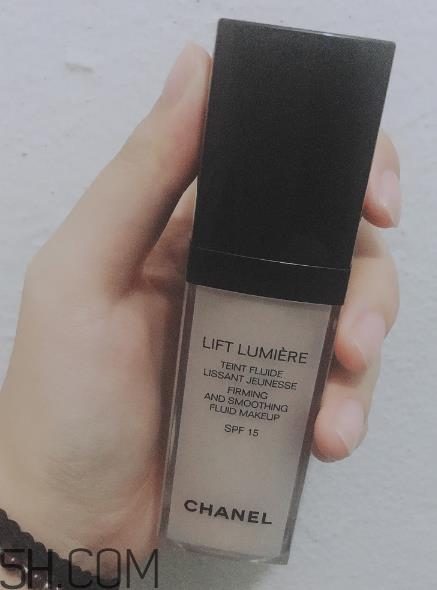 LIFT LUMIÈRE
TEINT FLUIDE
LISSANT JEUNESSE
FIRMING
AND SMOOTHING
FLUID MAKEUP
SPF 15
CHANEL
5H.COM